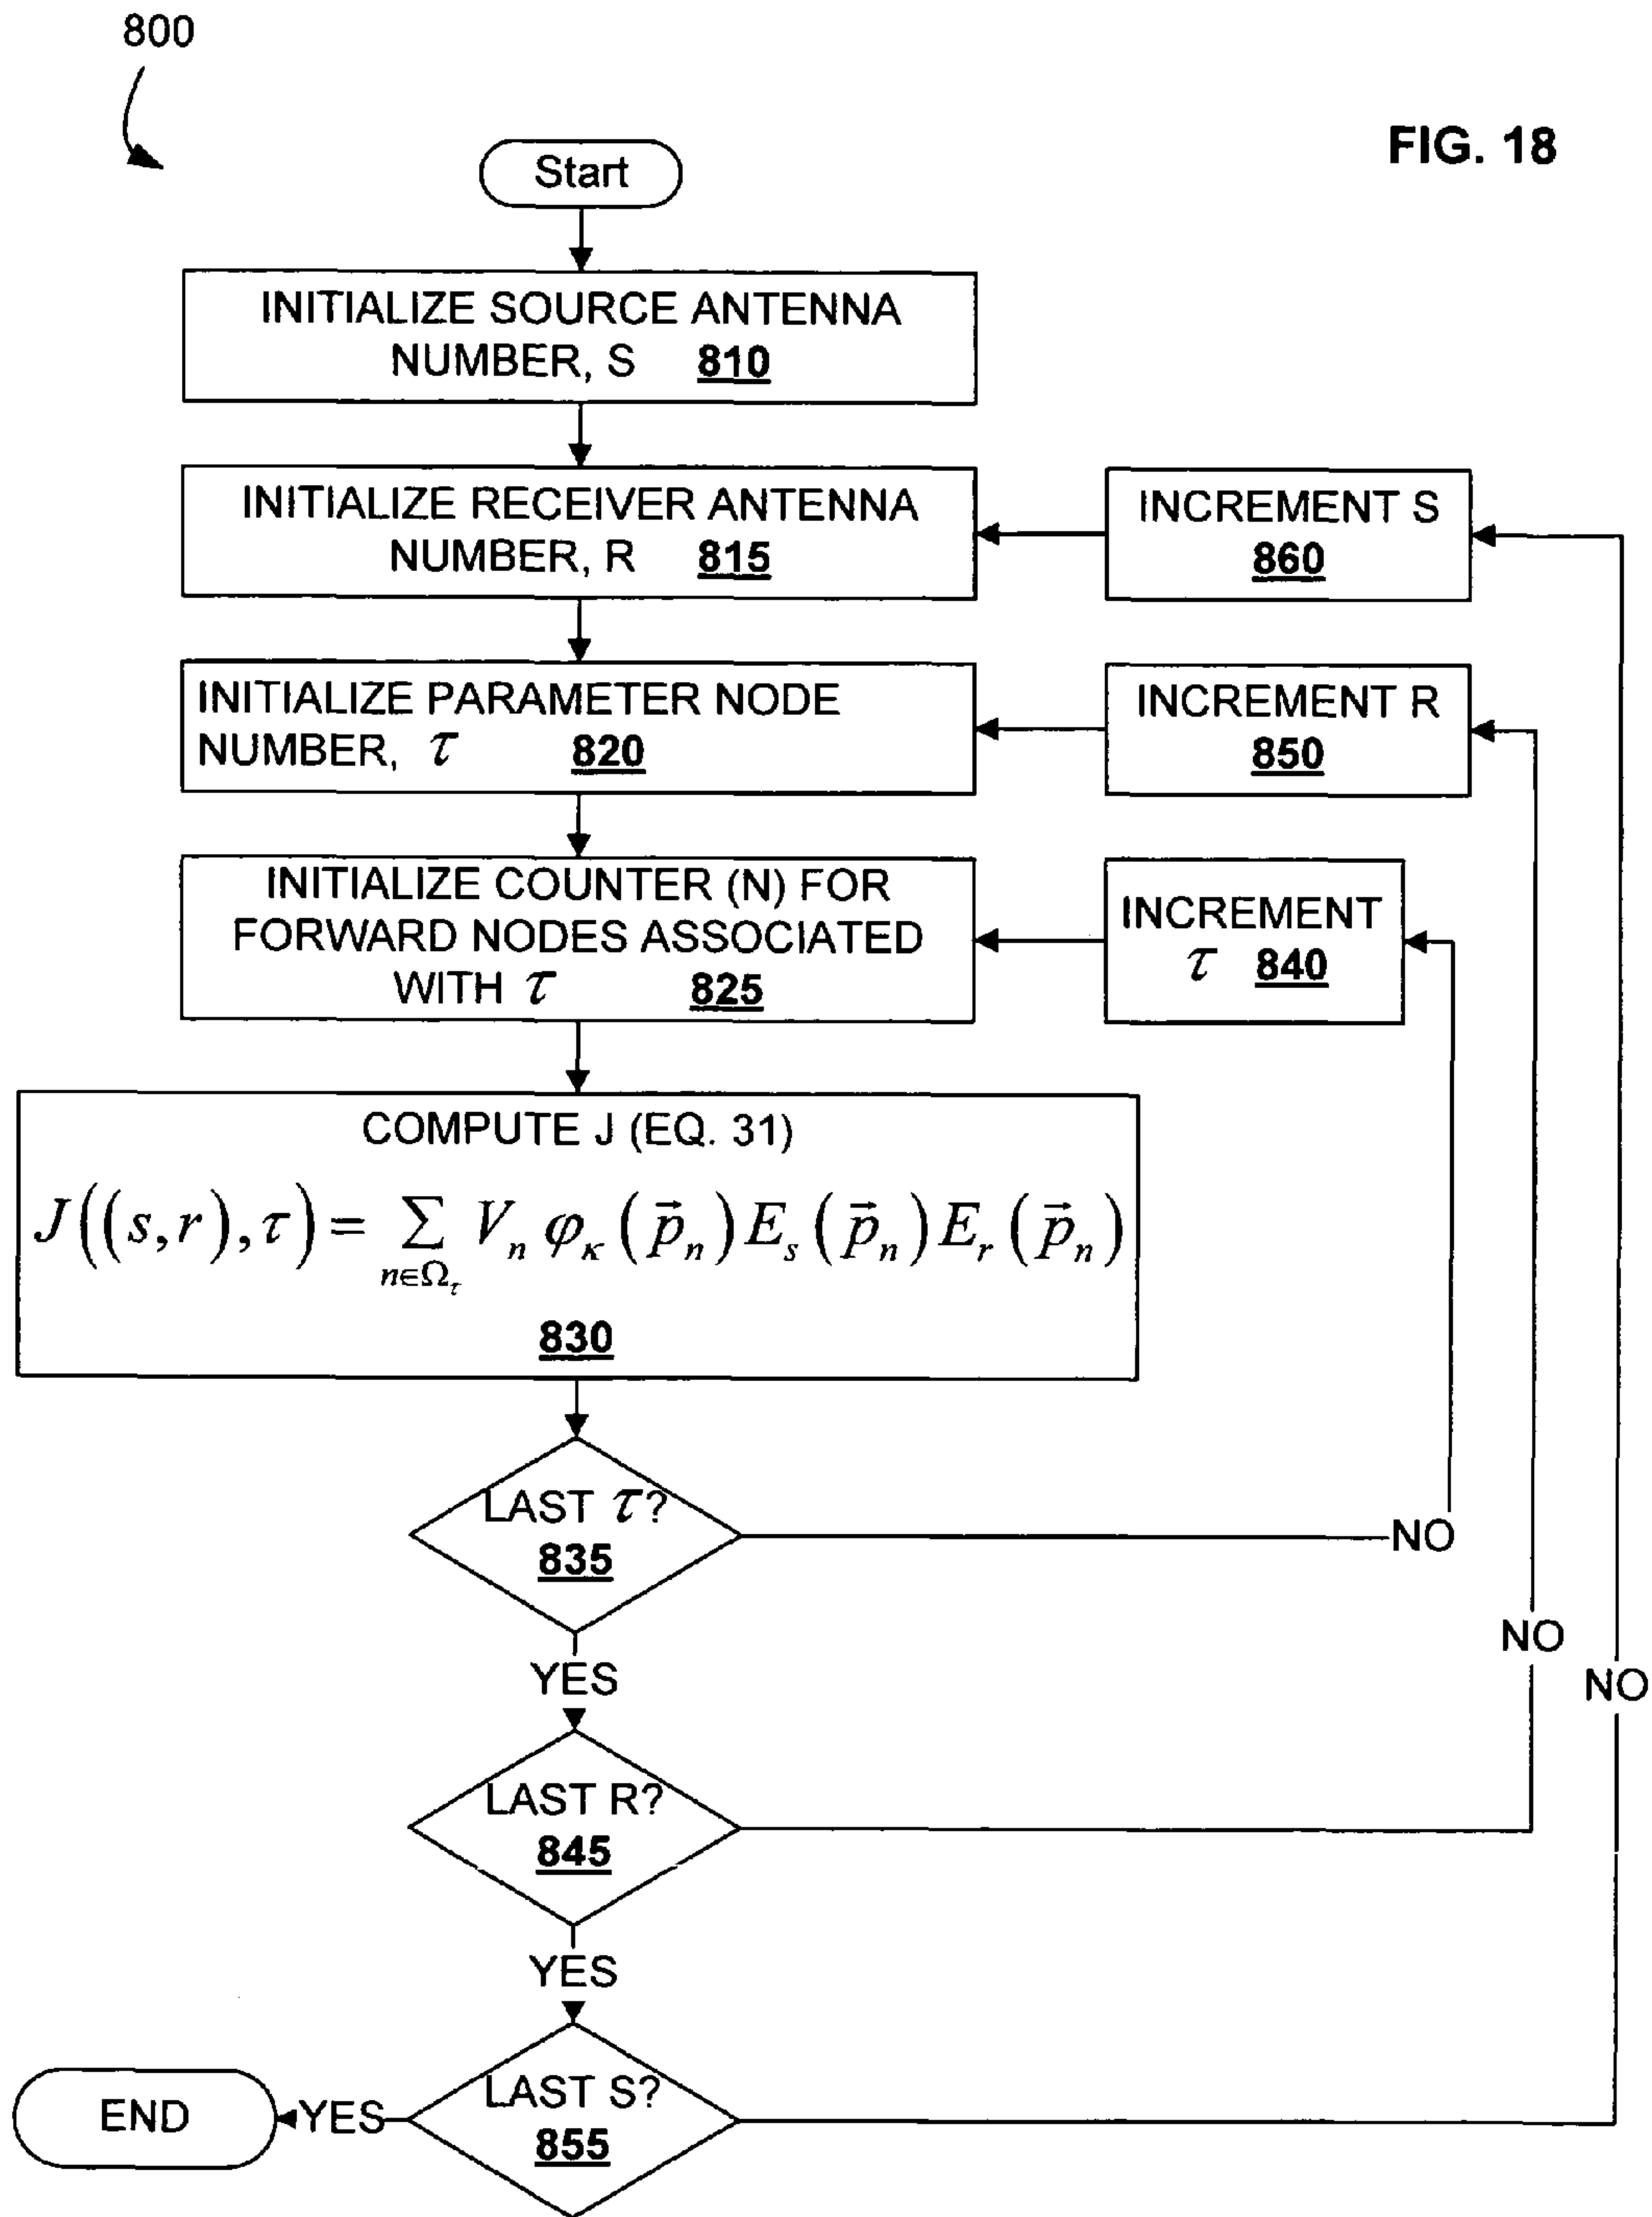 800
FIG. 18
Start
INITIALIZE SOURCE ANTENNA
NUMBER, S 810
INITIALIZE RECEIVER ANTENNA
NUMBER, R 815
INCREMENT S
860
INITIALIZE PARAMETER NODE
NUMBER, τ 820
INCREMENT R
850
INITIALIZE COUNTER (N) FOR
FORWARD NODES ASSOCIATED
WITH τ 825
INCREMENT
τ 840
COMPUTE J (EQ. 31)
J((s,r),τ) = ∑_{n∈Ω_τ} V_n φ_κ(p⃗_n) E_s(p⃗_n) E_r(p⃗_n)
830
LAST τ?
835
NO
YES
NO
NO
LAST R?
845
YES
LAST S?
855
YES
END